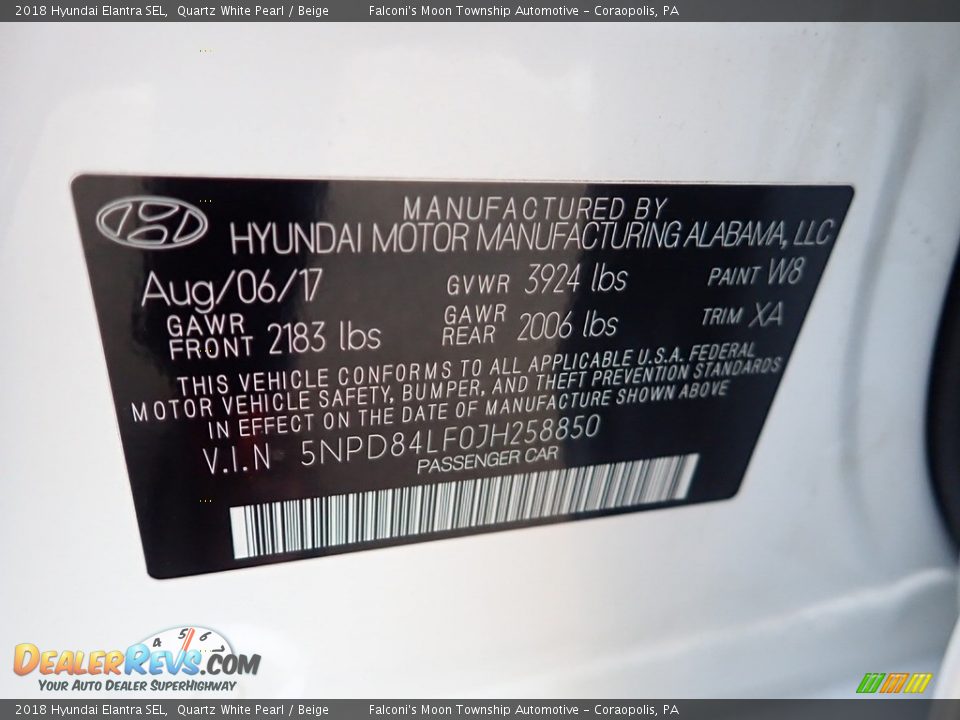 2018 Hyundai Elantra SEL,  Quartz White Pearl / Beige        Falconi's Moon Township Automotive - Coraopolis, PA
MANUFACTURED BY
HYUNDAI MOTOR MANUFACTURING ALABAMA, LLC
Aug/06/17 GVWR 3924 lbs PAINT W8
GAWR FRONT 2183 lbs GAWR REAR 2006 lbs TRIM XA
THIS VEHICLE CONFORMS TO ALL APPLICABLE U.S.A. FEDERAL
MOTOR VEHICLE SAFETY, BUMPER, AND THEFT PREVENTION STANDARDS
IN EFFECT ON THE DATE OF MANUFACTURE SHOWN ABOVE
V.I.N 5NPD84LF0JH258850
PASSENGER CAR
4 5 6
DEALERREVS.COM
YOUR AUTO DEALER SUPERHIGHWAY
2018 Hyundai Elantra SEL,  Quartz White Pearl / Beige        Falconi's Moon Township Automotive - Coraopolis, PA